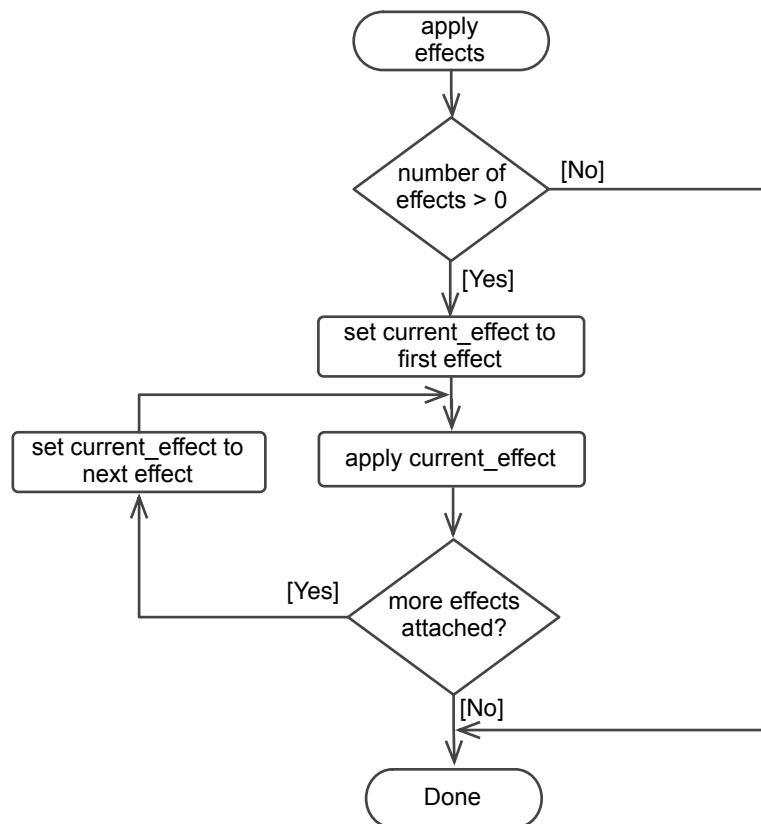 apply
effects
number of
effects > 0
[No]
[Yes]
set current_effect to
first effect
set current_effect to
next effect
apply current_effect
[Yes]
more effects
attached?
[No]
Done